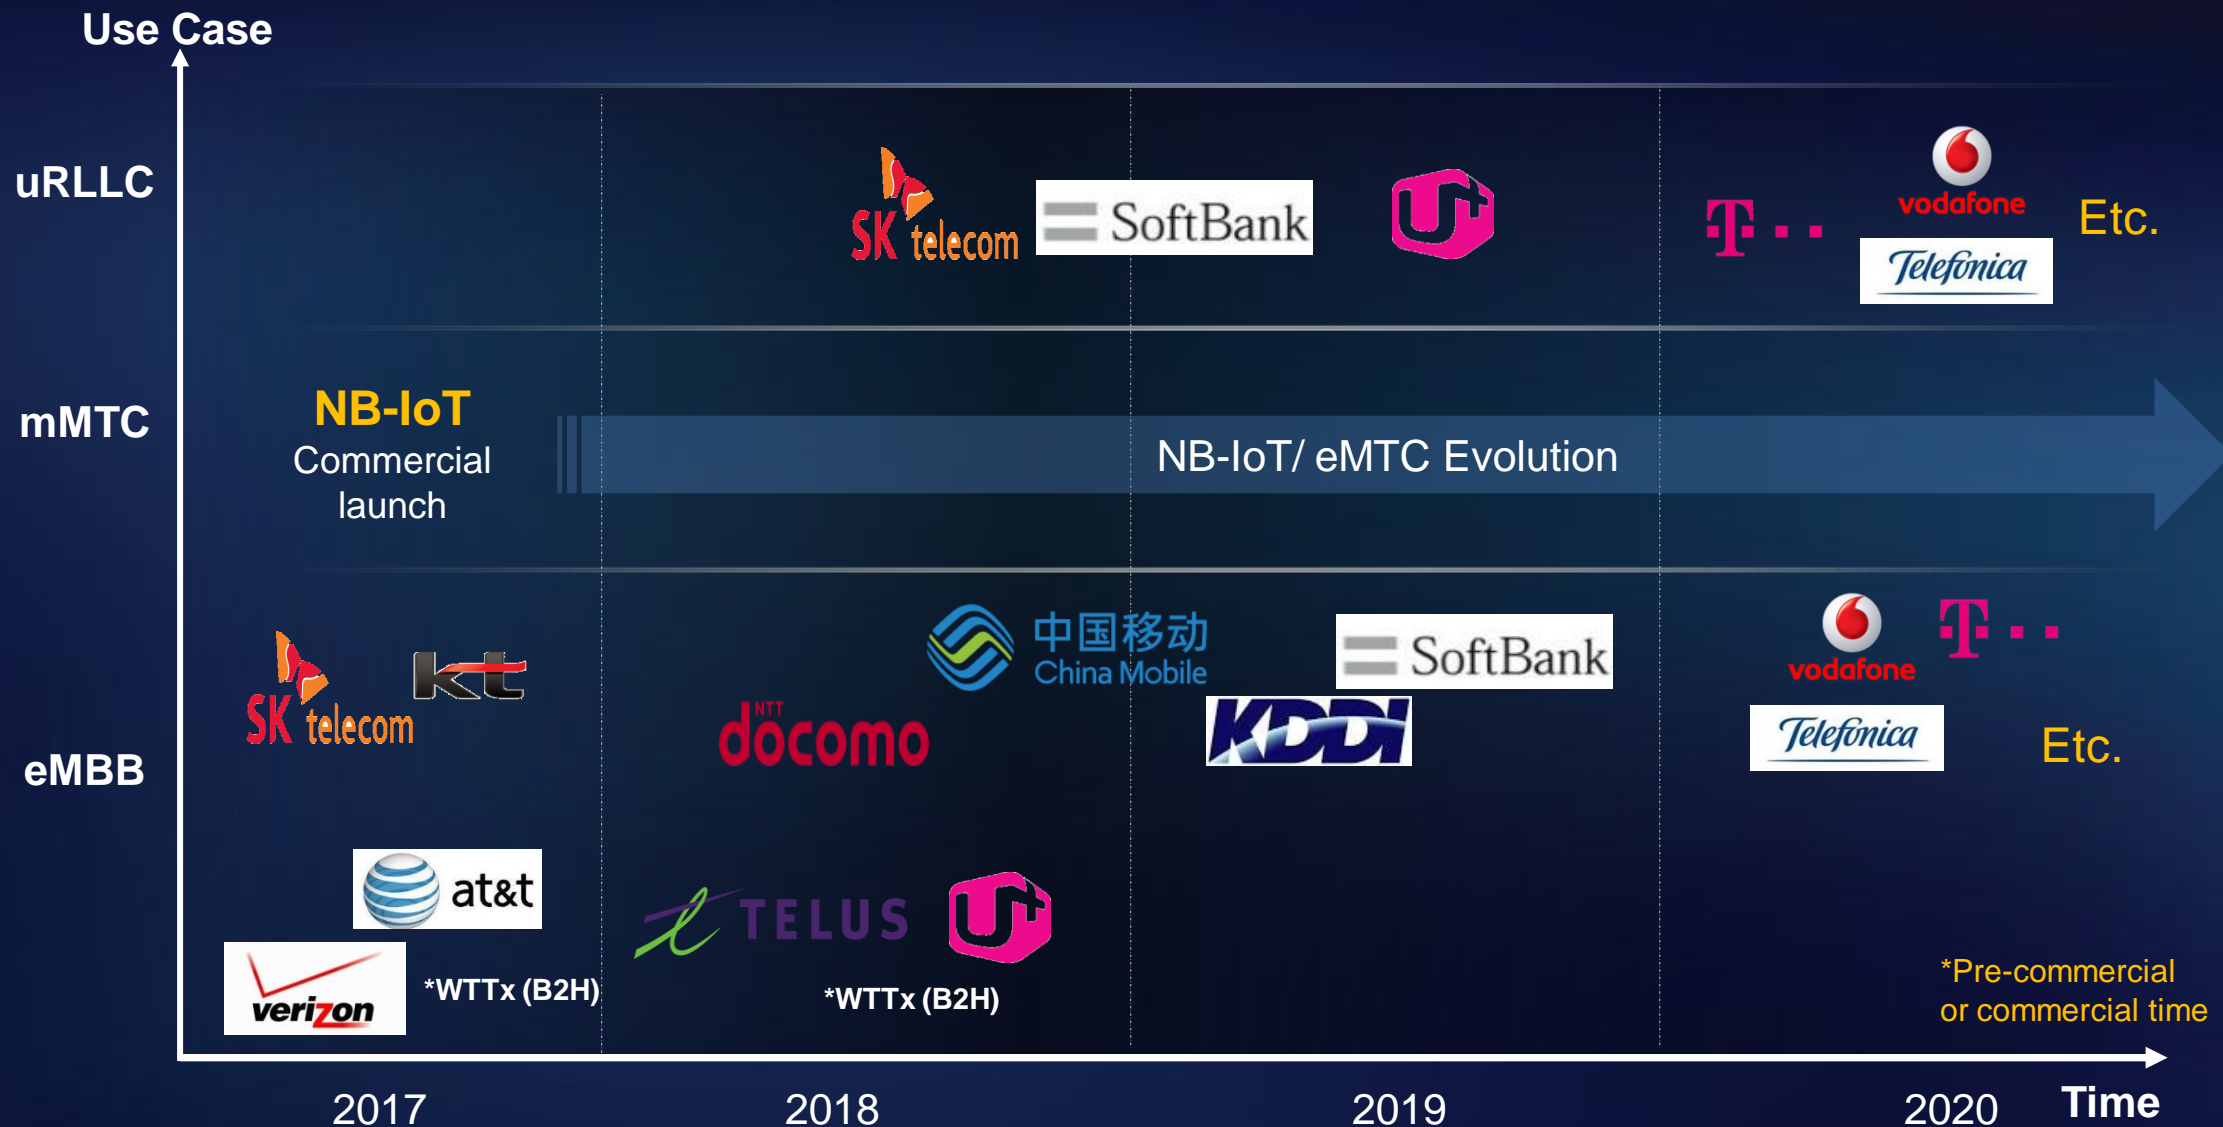 Use Case
uRLLC
SK telecom
SoftBank
U+
T
vodafone
Telefónica
Etc.
mMTC
NB-IoT
Commercial
launch
NB-IoT/ eMTC Evolution
eMBB
SK telecom
kt
NTT
docomo
中国移动
China Mobile
SoftBank
KDDI
vodafone
T
Telefónica
Etc.
at&t
verizon
*WTTx (B2H)
t TELUS
U+
*WTTx (B2H)
*Pre-commercial
or commercial time
2017
2018
2019
2020
Time